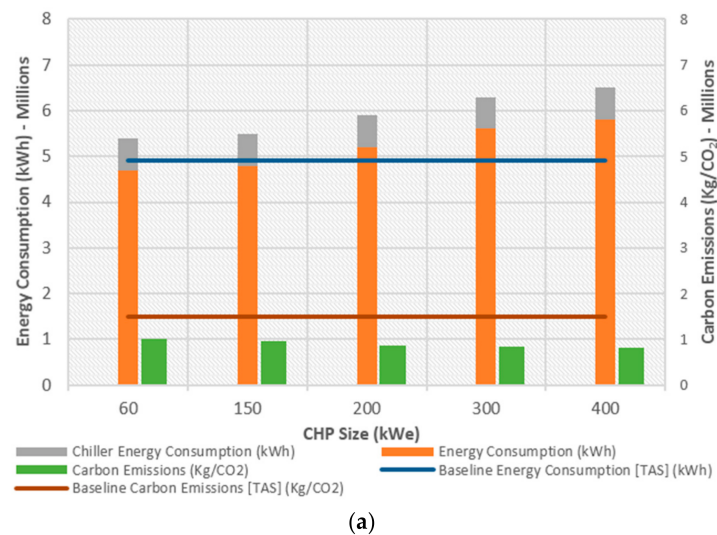 8 8
7 7
6 6
5 5
4 4
3 3
2 2
1 1
0 0
Energy Consumption (kWh) - Millions
Carbon Emissions (Kg/CO2) - Millions
60 150 200 300 400
CHP Size (kWe)
Chiller Energy Consumption (kWh) Energy Consumption (kWh)
Carbon Emissions (Kg/CO2) Baseline Energy Consumption [TAS] (kWh)
Baseline Carbon Emissions [TAS] (Kg/CO2)
(a)